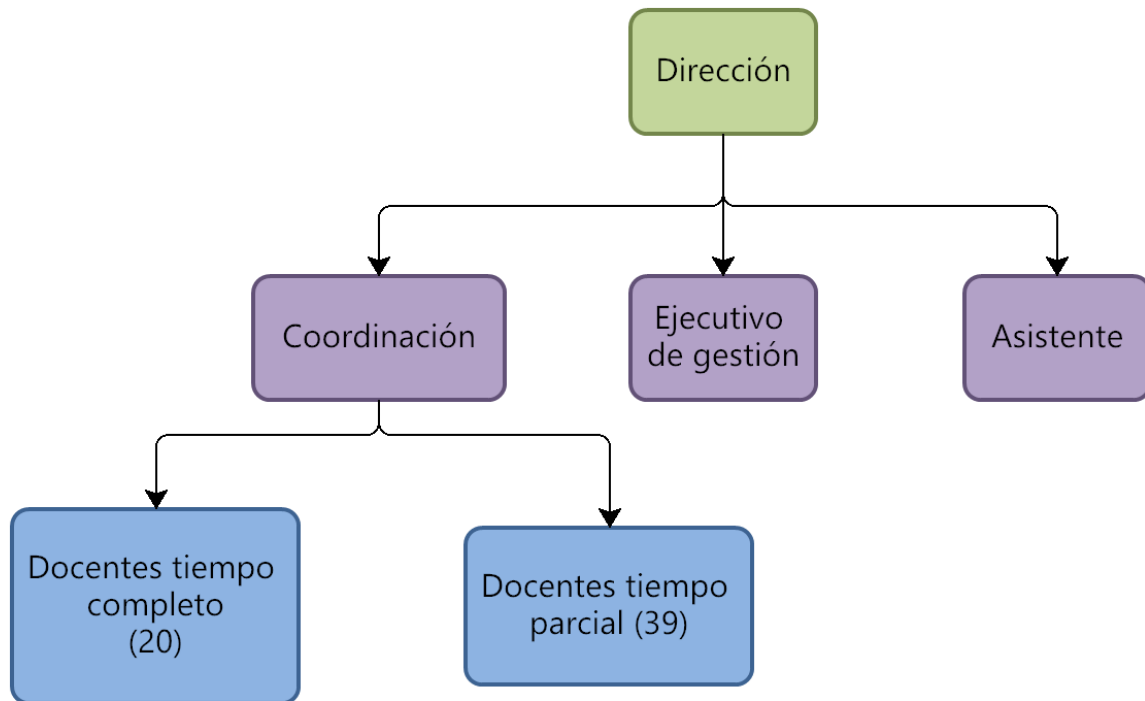 Dirección
Coordinación
Ejecutivo
de gestión
Asistente
Docentes tiempo
completo
(20)
Docentes tiempo
parcial (39)